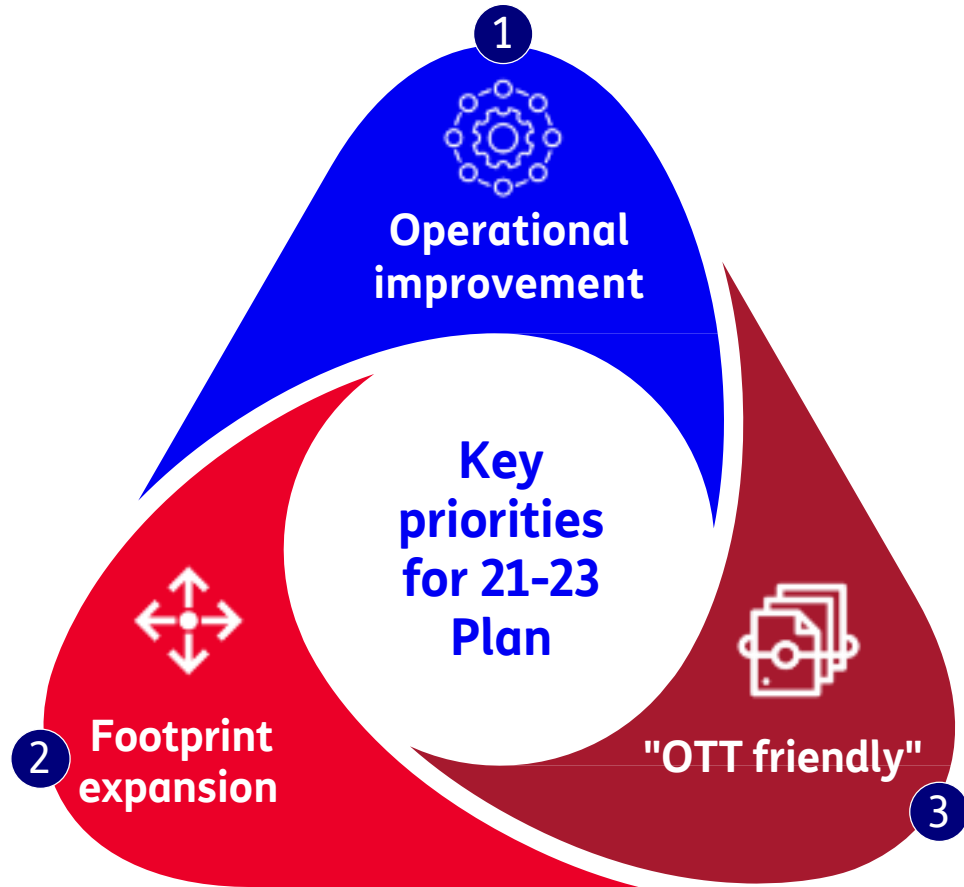 1
Operational
improvement
Key
priorities
for 21-23
Plan
2
Footprint
expansion
"OTT friendly"
3